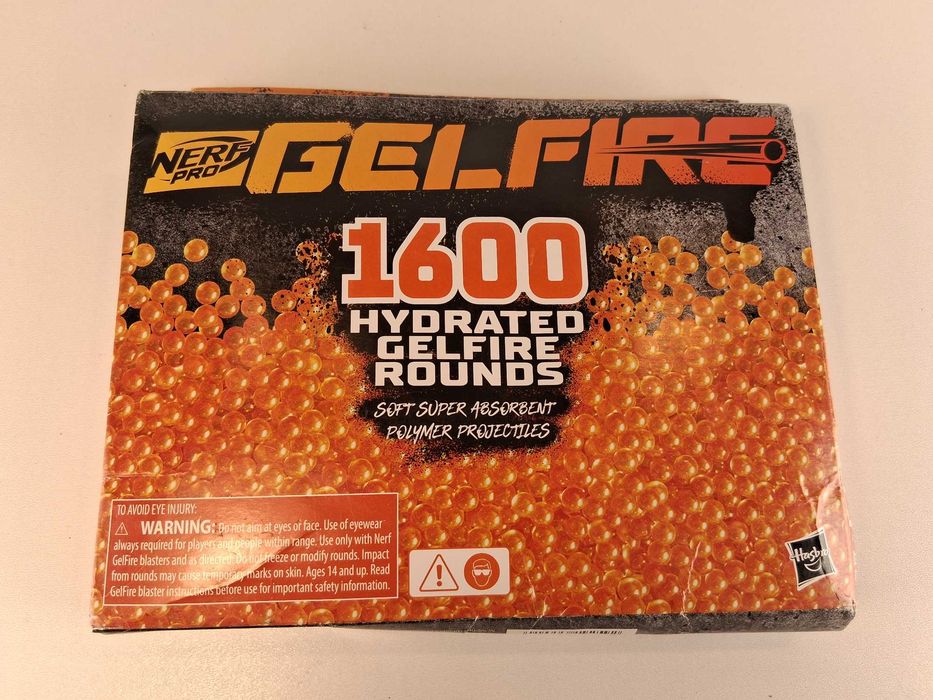 NERF
PRO
GELFIRE
1600
HYDRATED
GELFIRE
ROUNDS
SOFT SUPER ABSORBENT
POLYMER PROJECTILES
TO AVOID EYE INJURY:
WARNING: Do not aim at eyes or face. Use of eyewear
always required for players and people within range. Use only with Nerf
GelFire blasters and as directed. Do not freeze or modify rounds. Impact
from rounds may cause temporary marks on skin. Ages 14 and up. Read
GelFire blaster instructions before use for important safety information.
Hasbro